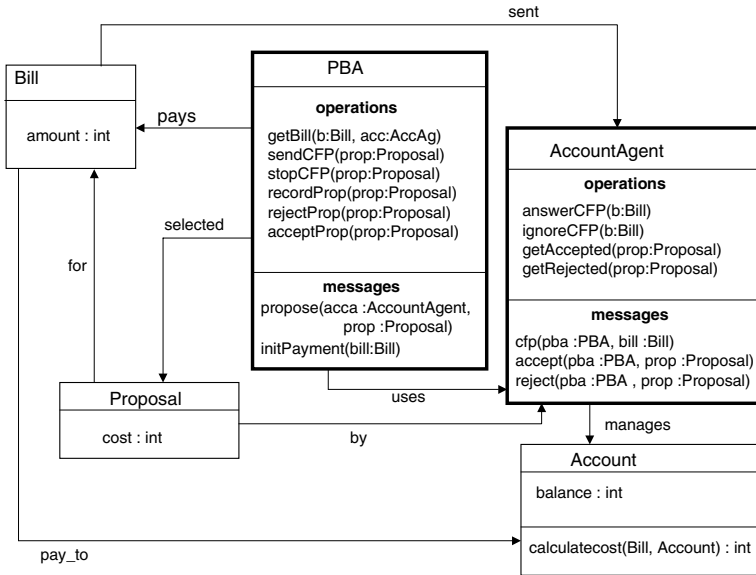 sent
Bill
amount : int
pays
PBA
operations
getBill(b:Bill, acc:AccAg)
sendCFP(prop:Proposal)
stopCFP(prop:Proposal)
recordProp(prop:Proposal)
rejectProp(prop:Proposal)
acceptProp(prop:Proposal)
messages
propose(acca :AccountAgent,
prop :Proposal)
initPayment(bill:Bill)
AccountAgent
operations
answerCFP(b:Bill)
ignoreCFP(b:Bill)
getAccepted(prop:Proposal)
getRejected(prop:Proposal)
messages
cfp(pba :PBA, bill :Bill)
accept(pba :PBA, prop :Proposal)
reject(pba :PBA , prop :Proposal)
selected
for
uses
Proposal
cost : int
by
manages
Account
balance : int
calculatecost(Bill, Account) : int
pay_to